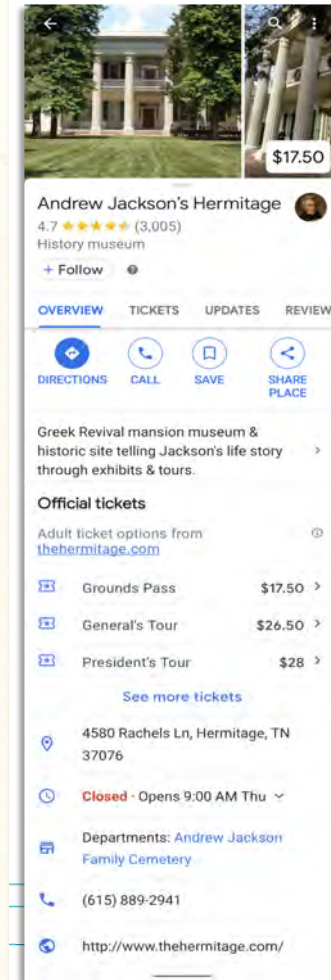 $17.50
Andrew Jackson's Hermitage
4.7 (3,005)
History museum
+ Follow
OVERVIEW TICKETS UPDATES REVIEW
DIRECTIONS CALL SAVE SHARE
PLACE
Greek Revival mansion museum &
historic site telling Jackson's life story
through exhibits & tours.
Official tickets
Adult ticket options from
thehermitage.com
Grounds Pass $17.50
General's Tour $26.50
President's Tour $28
See more tickets
4580 Rachels Ln, Hermitage, TN
37076
Closed · Opens 9:00 AM Thu
Departments: Andrew Jackson
Family Cemetery
(615) 889-2941
http://www.thehermitage.com/